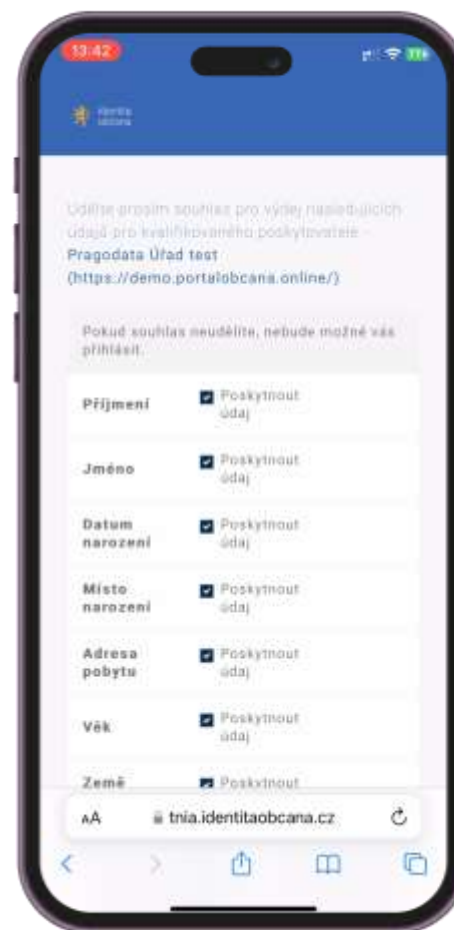 13:42
identita
občana
Udělte prosím souhlas pro výdej následujících
údajů pro kvalifikovaného poskytovatele -
Pragodata Úřad test
(https://demo.portalobcana.online/)
Pokud souhlas neudělíte, nebude možné vás
přihlásit.
Příjmení
Poskytnout
údaj
Jméno
Poskytnout
údaj
Datum
narození
Poskytnout
údaj
Místo
narození
Poskytnout
údaj
Adresa
pobytu
Poskytnout
údaj
Věk
Poskytnout
údaj
Země
Poskytnout
AA
tnia.identitaobcana.cz